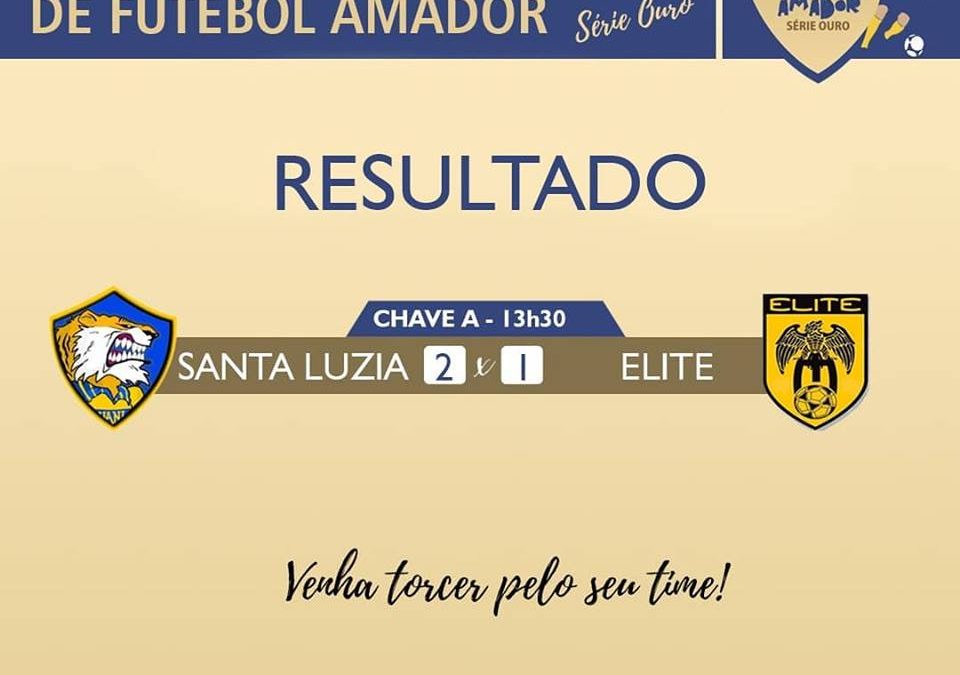 DE FUTEBOL AMADOR
Série Ouro
AMADOR
SÉRIE OURO
RESULTADO
CHAVE A - 13h30
SANTA LUZIA 2 x 1 ELITE
ELITE
Venha torcer pelo seu time!